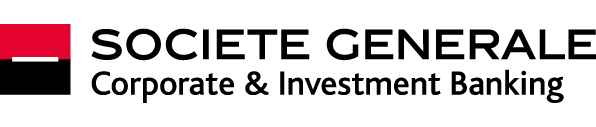 SOCIETE GENERALE
Corporate & Investment Banking